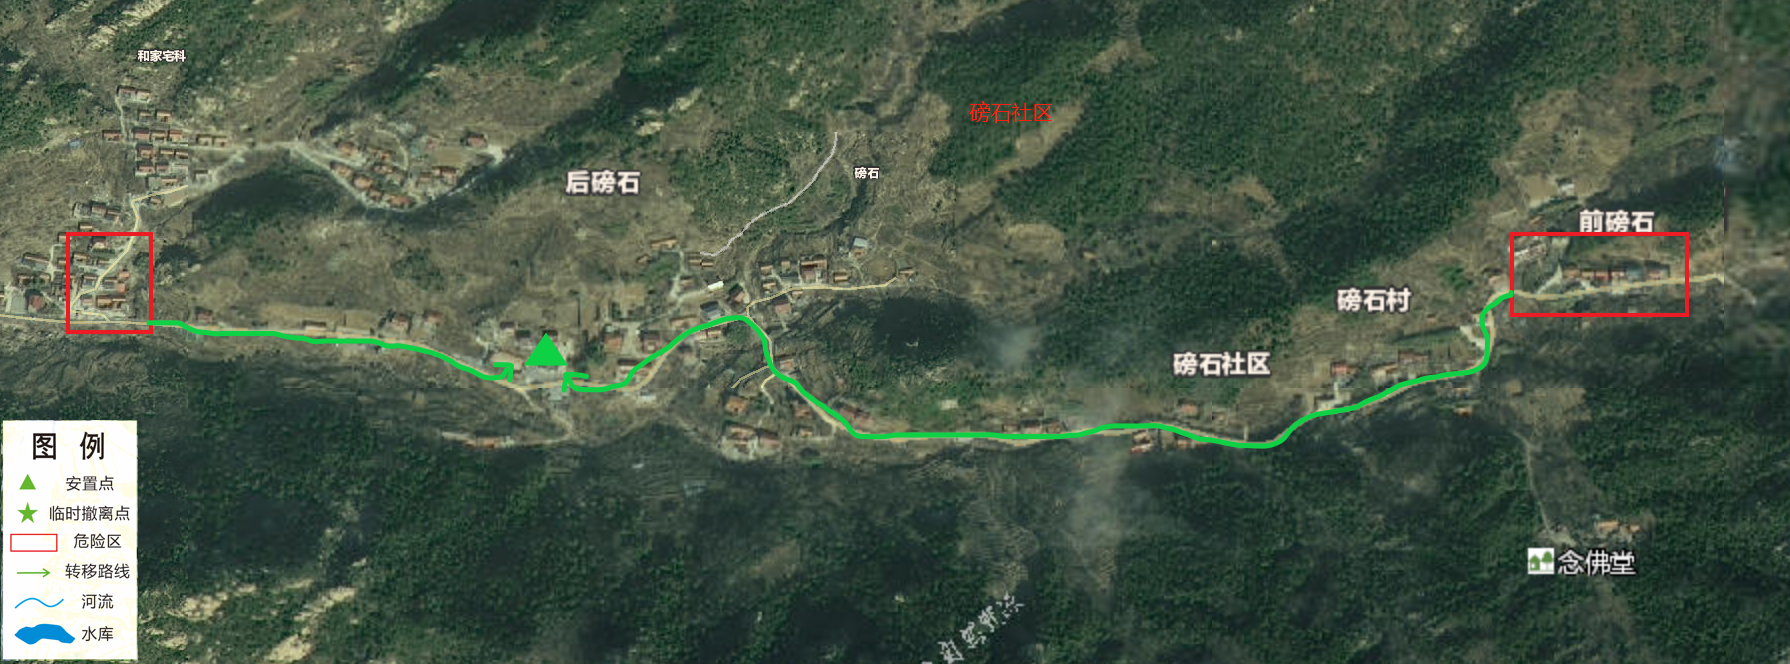 和家宅科
磅石社区
后磅石
磅石
前磅石
磅石村
磅石社区
念佛堂
图 例
安置点
临时撤离点
危险区
转移路线
河流
水库